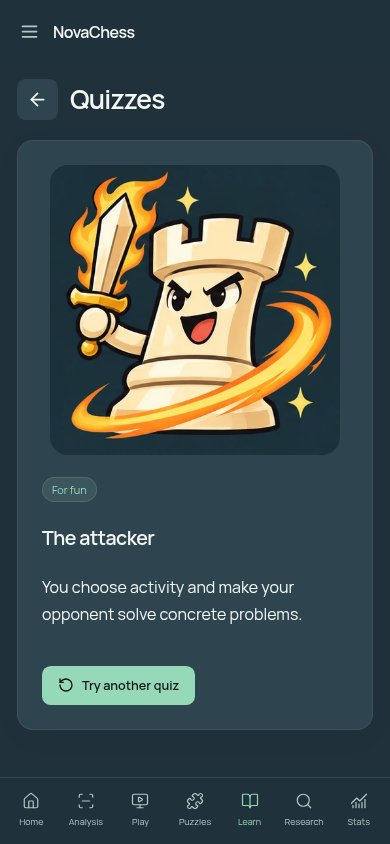 NovaChess
Quizzes
For fun
The attacker
You choose activity and make your
opponent solve concrete problems.
Try another quiz
Home
Analysis
Play
Puzzles
Learn
Research
Stats